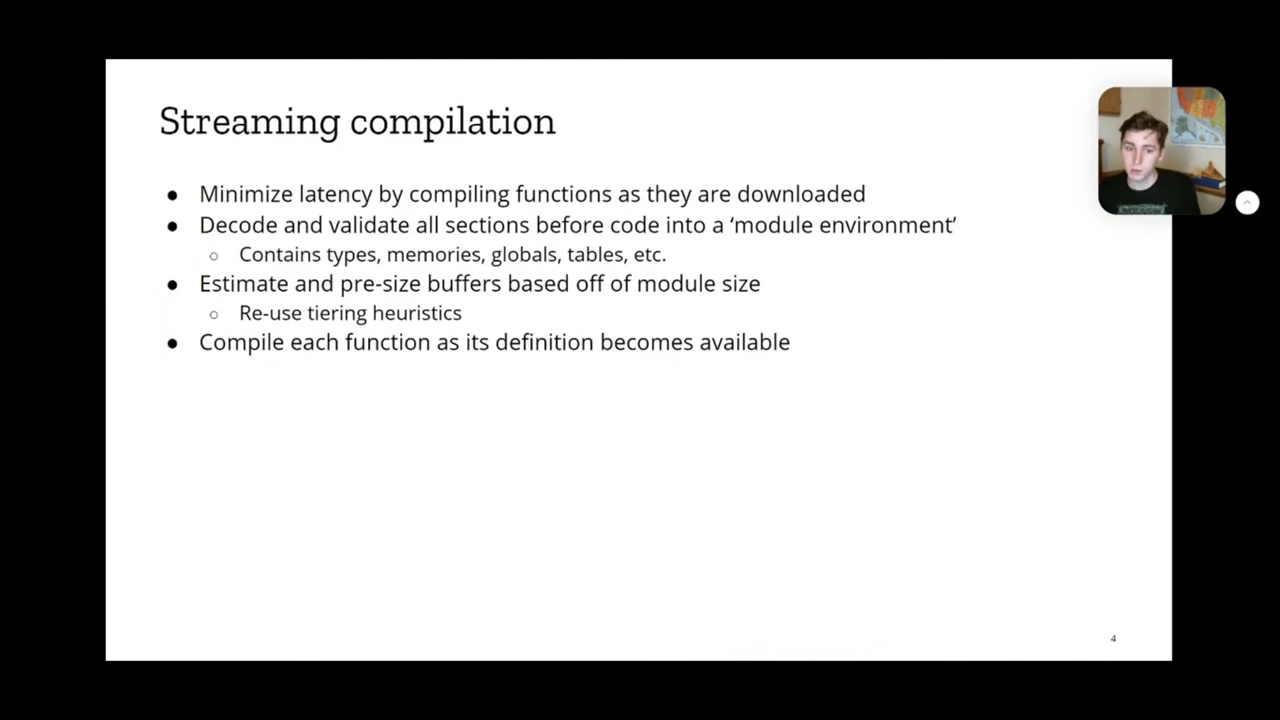 Streaming compilation
● Minimize latency by compiling functions as they are downloaded
● Decode and validate all sections before code into a ‘module environment’
○ Contains types, memories, globals, tables, etc.
● Estimate and pre-size buffers based off of module size
○ Re-use tiering heuristics
● Compile each function as its definition becomes available
4